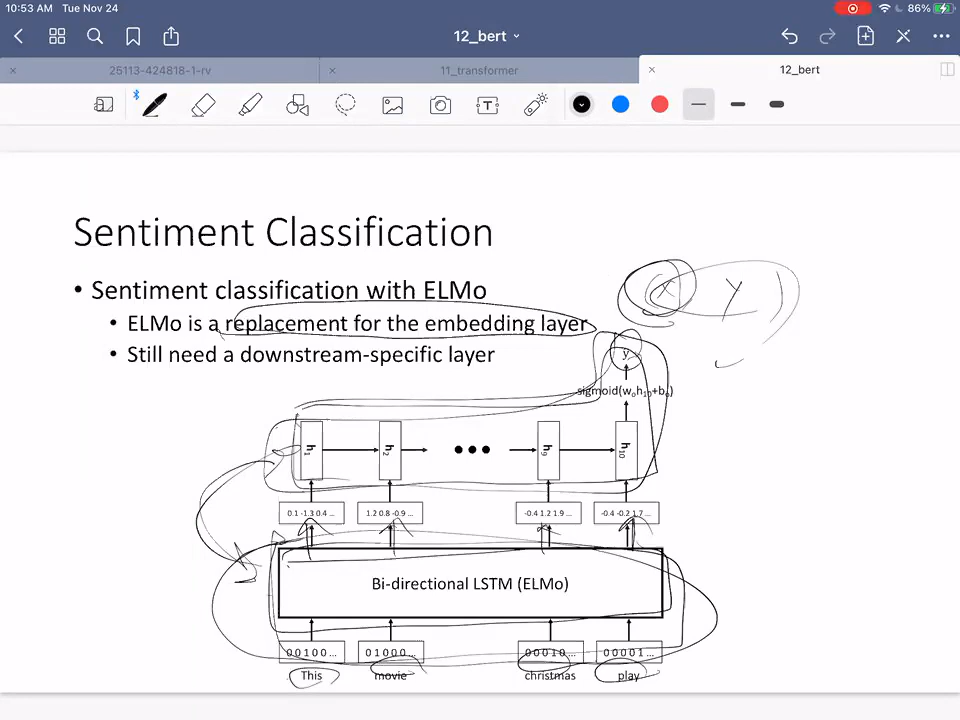 10:53 AM Tue Nov 24
86%
12_bert
25113-424818-1-rv
11_transformer
12_bert
T
Sentiment Classification
• Sentiment classification with ELMo
• ELMo is a replacement for the embedding layer
• Still need a downstream-specific layer
X Y
y
sigmoid(w₀h₁₀+b₀)
h₁ h₂ ••• h₉ h₁₀
0.1 -1.3 0.4 ... 1.2 0.8 -0.9 ... -0.4 1.2 1.9 ... -0.4 -0.2 1.7 ...
Bi-directional LSTM (ELMo)
0 0 1 0 0 ... 0 1 0 0 0 ... 0 0 0 1 0 ... 0 0 0 0 1 ...
This movie christmas play